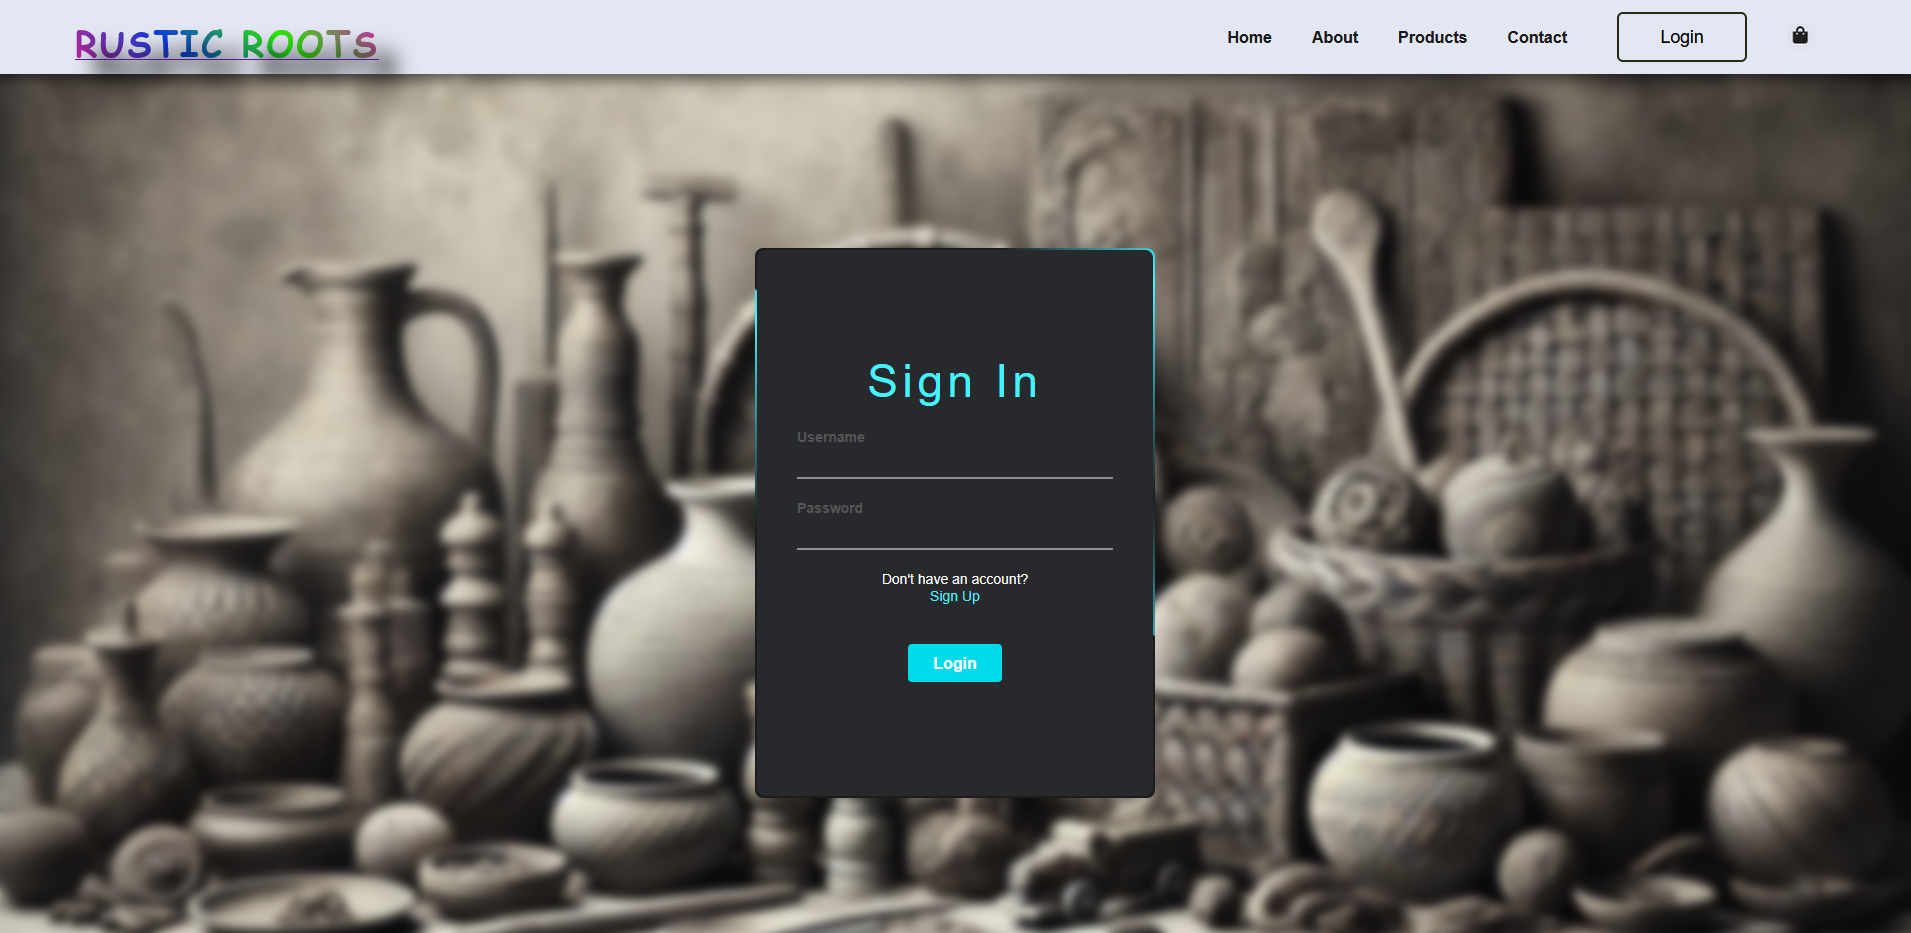 RUSTIC ROOTS
Home About Products Contact Login
Sign In
Username
Password
Don't have an account?
Sign Up
Login